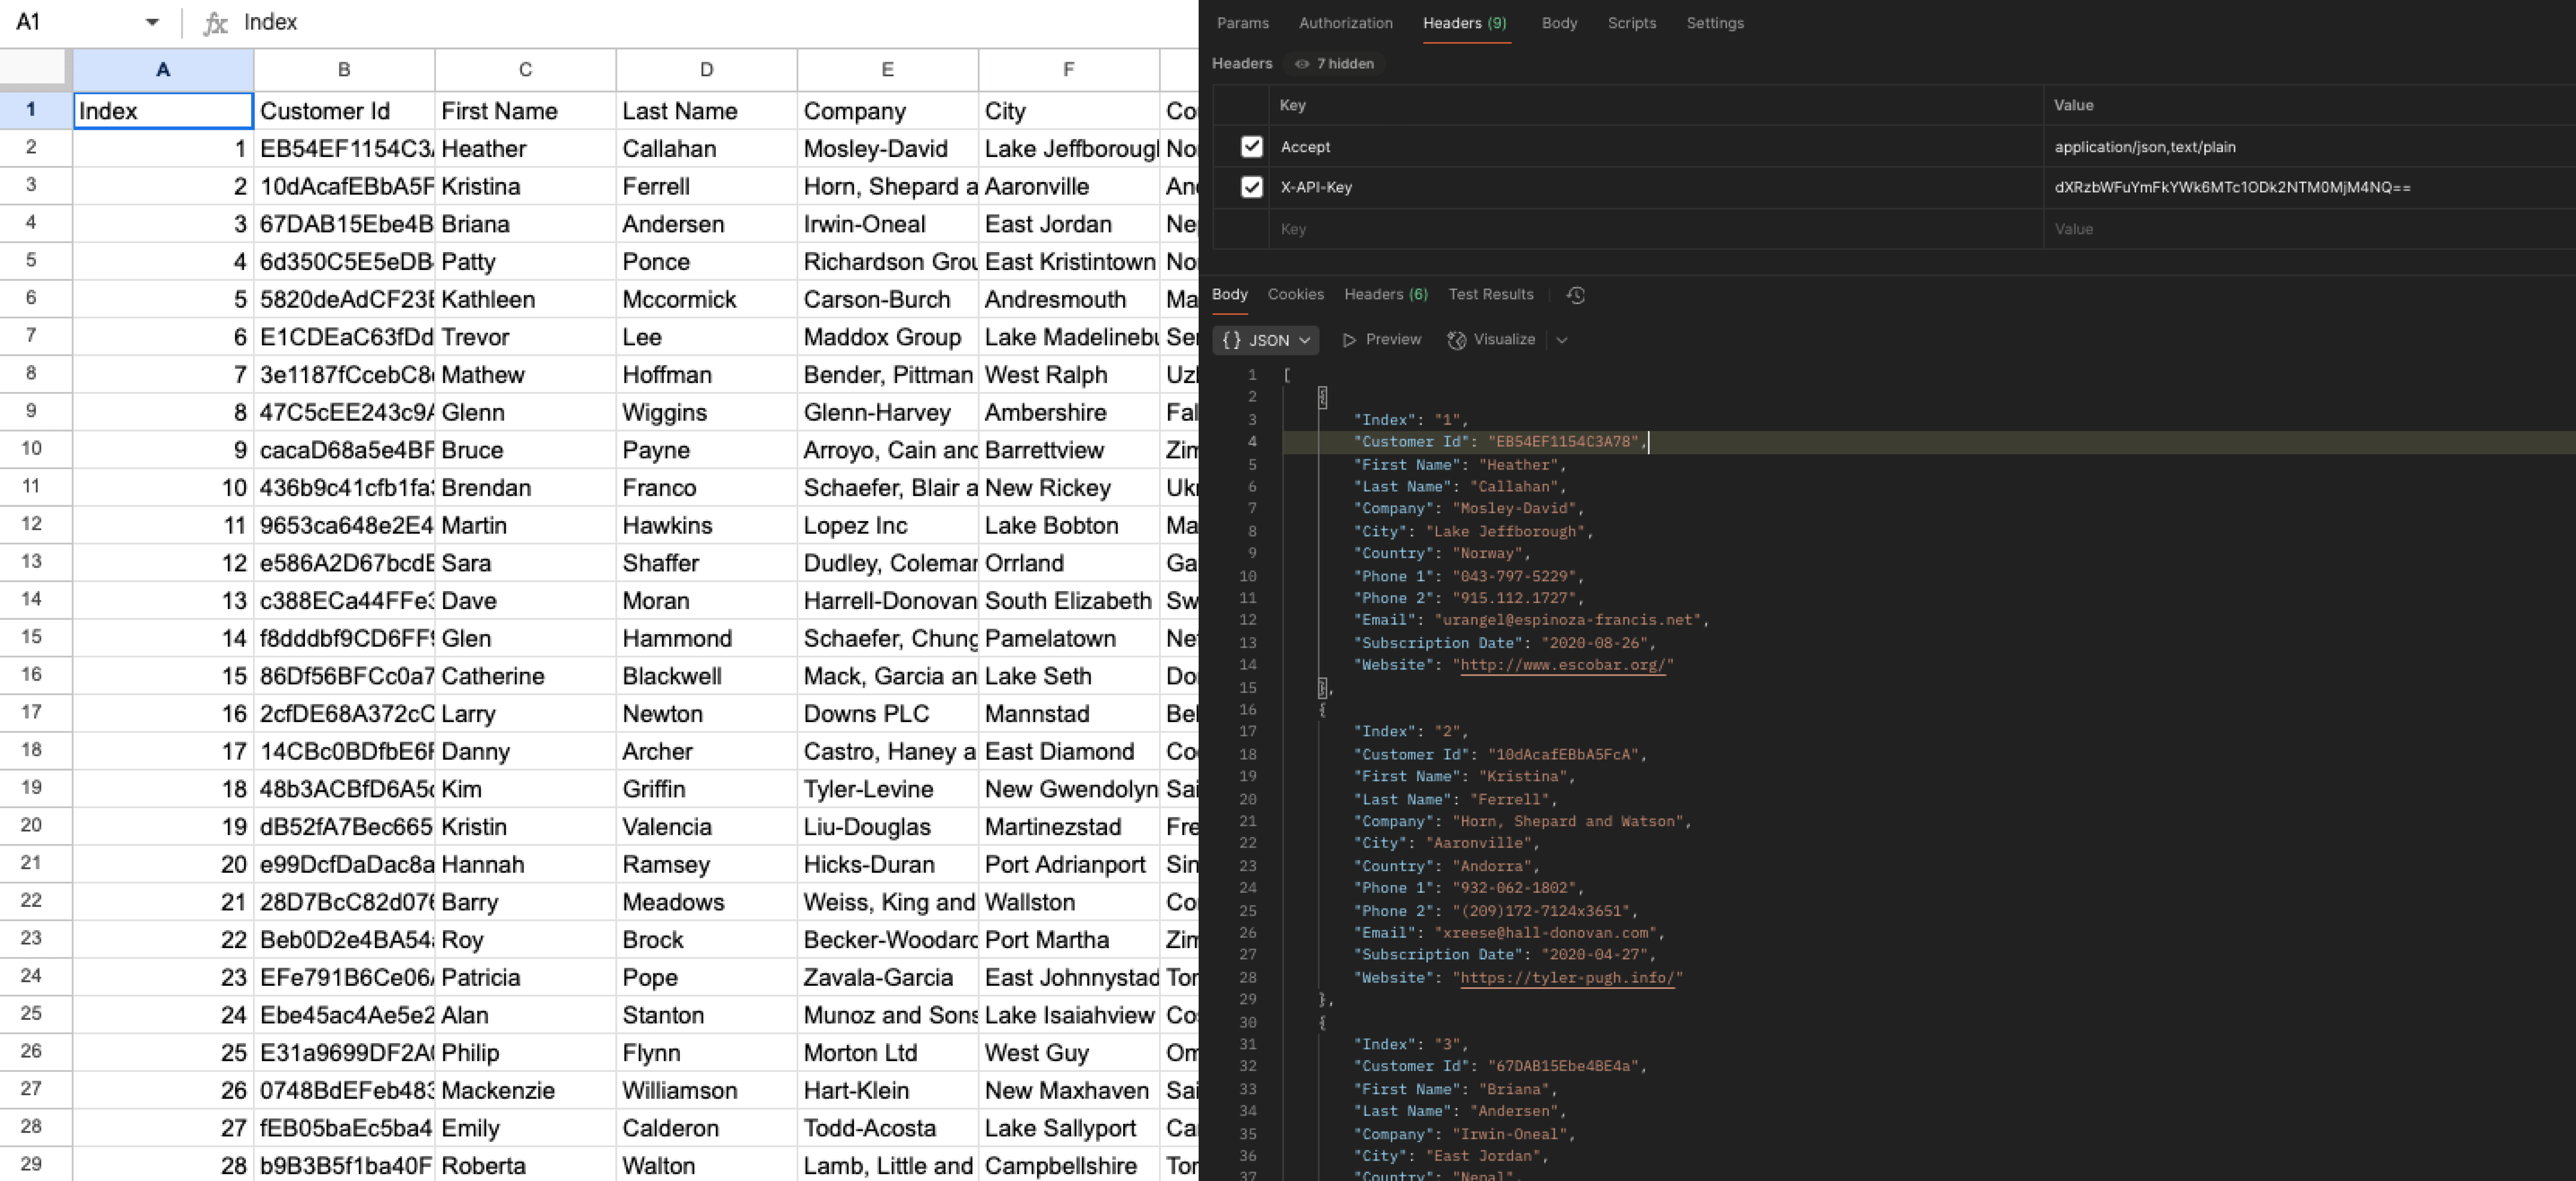 A1 fx Index
A B C D E F
1 Index Customer Id First Name Last Name Company City Co
2 1 EB54EF1154C3 Heather Callahan Mosley-David Lake Jeffboroug No
3 2 10dAcafEBbA5F Kristina Ferrell Horn, Shepard a Aaronville An
4 3 67DAB15Ebe4B Briana Andersen Irwin-Oneal East Jordan Ne
5 4 6d350C5E5eDB Patty Ponce Richardson Grou East Kristintown No
6 5 5820deAdCF23 Kathleen Mccormick Carson-Burch Andresmouth Ma
7 6 E1CDEaC63fDd Trevor Lee Maddox Group Lake Madelineb Se
8 7 3e1187fCcebC8 Mathew Hoffman Bender, Pittman West Ralph Uz
9 8 47C5cEE243c9 Glenn Wiggins Glenn-Harvey Ambershire Fal
10 9 cacaD68a5e4BF Bruce Payne Arroyo, Cain and Barrettview Zim
11 10 436b9c41cfb1fa Brendan Franco Schaefer, Blair a New Rickey Uk
12 11 9653ca648e2E4 Martin Hawkins Lopez Inc Lake Bobton Ma
13 12 e586A2D67bcd Sara Shaffer Dudley, Coleman Orrland Ga
14 13 c388ECa44FFe3 Dave Moran Harrell-Donovan South Elizabeth Sw
15 14 f8dddbf9CD6FF Glen Hammond Schaefer, Chung Pamelatown Ne
16 15 86Df56BFCc0a7 Catherine Blackwell Mack, Garcia an Lake Seth Do
17 16 2cfDE68A372cC Larry Newton Downs PLC Mannstad Bel
18 17 14CBc0BDfbE6 Danny Archer Castro, Haney a East Diamond Co
19 18 48b3ACBfD6A5 Kim Griffin Tyler-Levine New Gwendolyn Sai
20 19 dB52fA7Bec665 Kristin Valencia Liu-Douglas Martinezstad Fre
21 20 e99DcfDaDac8a Hannah Ramsey Hicks-Duran Port Adrianport Sin
22 21 28D7BcC82d07 Barry Meadows Weiss, King and Wallston Co
23 22 Beb0D2e4BA54 Roy Brock Becker-Woodard Port Martha Zim
24 23 EFe791B6Ce06 Patricia Pope Zavala-Garcia East Johnnystad Ton
25 24 Ebe45ac4Ae5e2 Alan Stanton Munoz and Sons Lake Isaiahview Co
26 25 E31a9699DF2A Philip Flynn Morton Ltd West Guy Om
27 26 0748BdEFeb483 Mackenzie Williamson Hart-Klein New Maxhaven Sai
28 27 fEB05baEc5ba4 Emily Calderon Todd-Acosta Lake Sallyport Ca
29 28 b9B3B5f1ba40F Roberta Walton Lamb, Little and Campbellshire Ton
Params Authorization Headers (9) Body Scripts Settings
Headers 7 hidden
Key Value
Accept application/json,text/plain
X-API-Key dXRzbWFuYmFkYWk6MTc1ODk2NTM0MjM4NQ==
Key Value
Body Cookies Headers (6) Test Results
{} JSON Preview Visualize
1 [
2 {
3 "Index": "1",
4 "Customer Id": "EB54EF1154C3A78",
5 "First Name": "Heather",
6 "Last Name": "Callahan",
7 "Company": "Mosley-David",
8 "City": "Lake Jeffborough",
9 "Country": "Norway",
10 "Phone 1": "043-797-5229",
11 "Phone 2": "915.112.1727",
12 "Email": "urangel@espinoza-francis.net",
13 "Subscription Date": "2020-08-26",
14 "Website": "http://www.escobar.org/"
15 },
16 {
17 "Index": "2",
18 "Customer Id": "10dAcafEBbA5FcA",
19 "First Name": "Kristina",
20 "Last Name": "Ferrell",
21 "Company": "Horn, Shepard and Watson",
22 "City": "Aaronville",
23 "Country": "Andorra",
24 "Phone 1": "932-062-1802",
25 "Phone 2": "(209)172-7124x3651",
26 "Email": "xreese@hall-donovan.com",
27 "Subscription Date": "2020-04-27",
28 "Website": "https://tyler-pugh.info/"
29 },
30 {
31 "Index": "3",
32 "Customer Id": "67DAB15Ebe4BE4a",
33 "First Name": "Briana",
34 "Last Name": "Andersen",
35 "Company": "Irwin-Oneal",
36 "City": "East Jordan",
37 "Country": "Nepal",